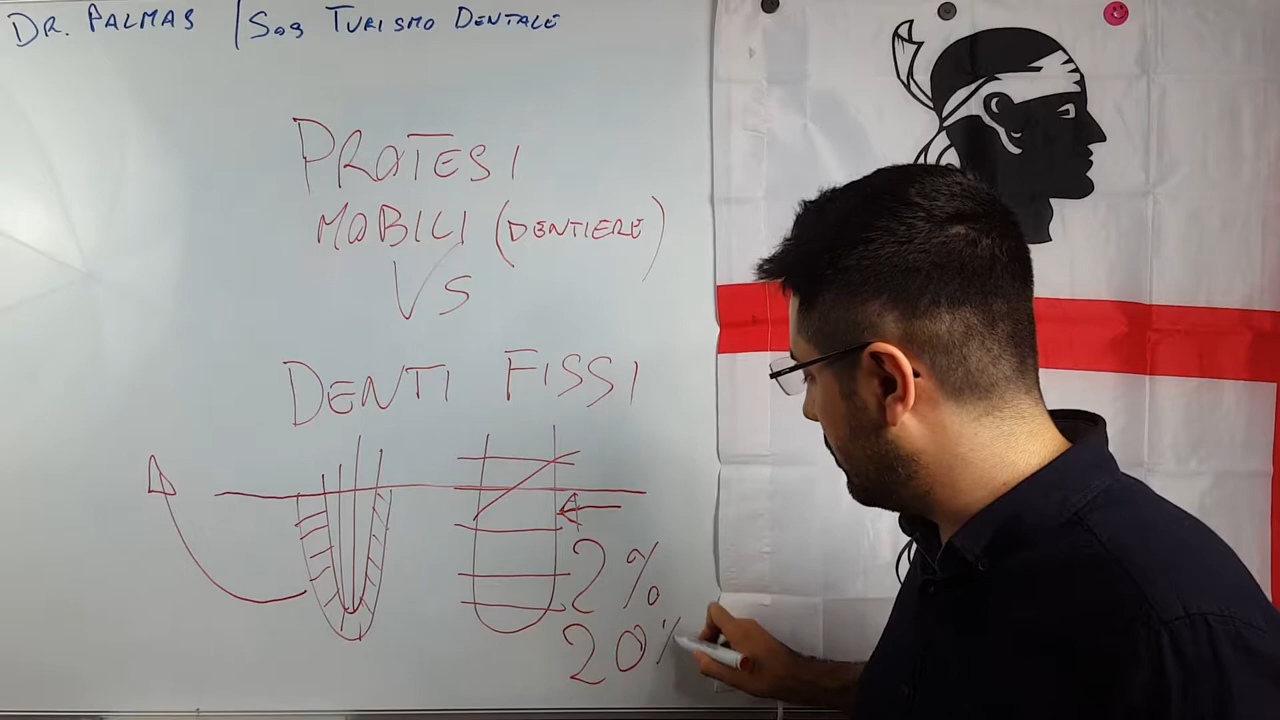 DR. PALMAS | SOS TURISMO DENTALE
PROTESI
MOBILI (DENTIERE)
VS
DENTI FISSI
2%
20%